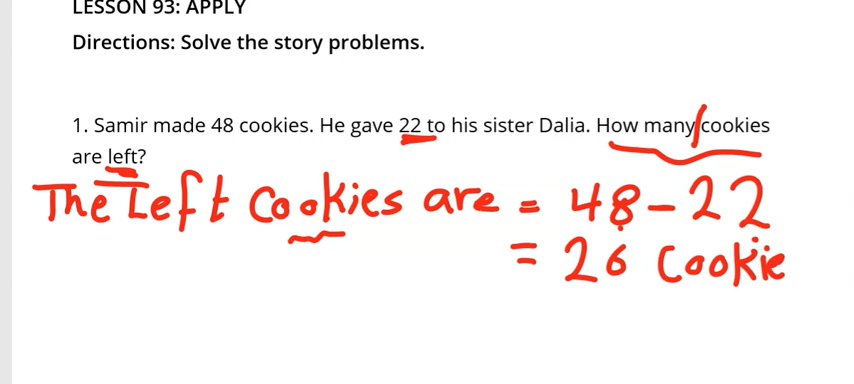 LESSON 93: APPLY
Directions: Solve the story problems.
1. Samir made 48 cookies. He gave 22 to his sister Dalia. How many cookies
are left?
The Left Cookies are = 48-22
= 26 Cookie